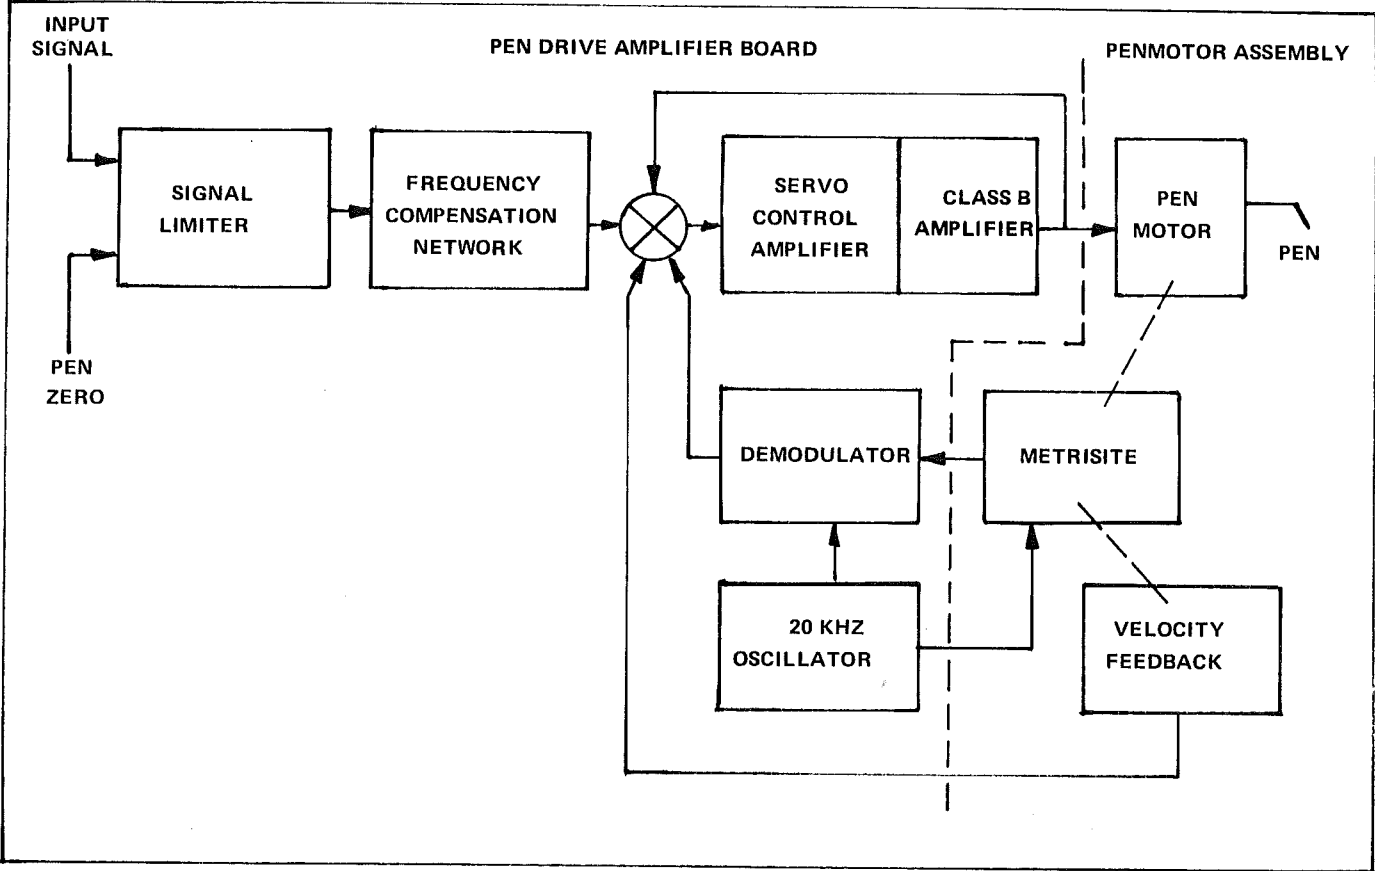 INPUT
SIGNAL
PEN DRIVE AMPLIFIER BOARD
PENMOTOR ASSEMBLY
SIGNAL
LIMITER
FREQUENCY
COMPENSATION
NETWORK
SERVO
CONTROL
AMPLIFIER
CLASS B
AMPLIFIER
PEN
MOTOR
PEN
PEN
ZERO
DEMODULATOR
METRISITE
20 KHZ
OSCILLATOR
VELOCITY
FEEDBACK